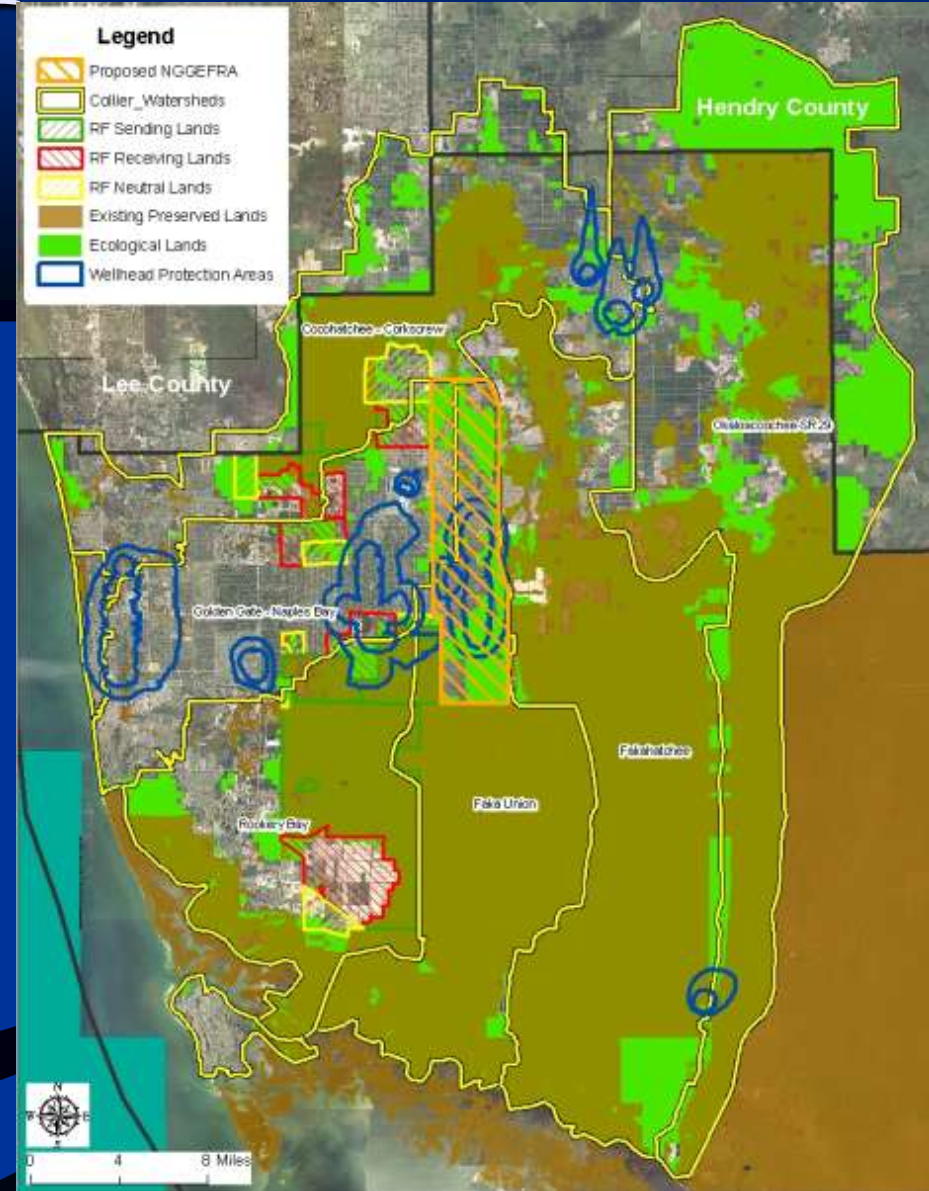 Legend
Proposed NGGEFRA
Collier_Watersheds
RF Sending Lands
RF Receiving Lands
RF Neutral Lands
Existing Preserved Lands
Ecological Lands
Wellhead Protection Areas
Hendry County
Cocohatchee - Corkscrew
Lee County
Okaloacoochee-SR 29
Golden Gate - Naples Bay
Fakahatchee
Faka Union
Rookery Bay
N
W
E
S
0 4 8 Miles